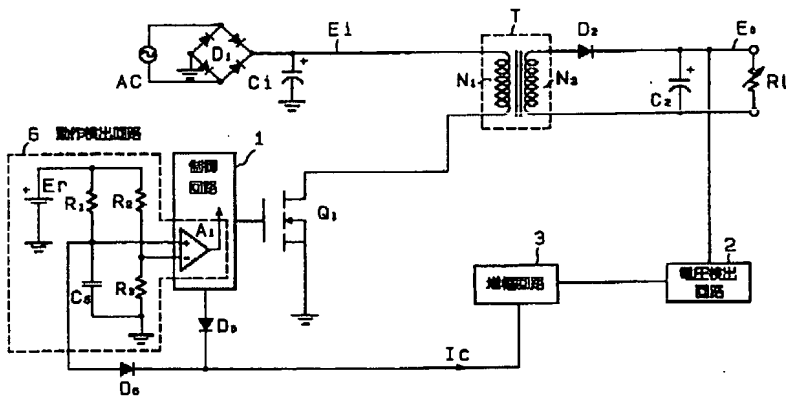 T
Ei
D₂
E₀
D₁
AC
Ci
N₁
N₂
C₂
Rl
6
動作検出回路
1
制御
回路
Er
R₁
R₂
A₁
+
-
Q₁
C₆
R₃
3
増幅回路
2
電圧検出
回路
D₅
Ic
D₆